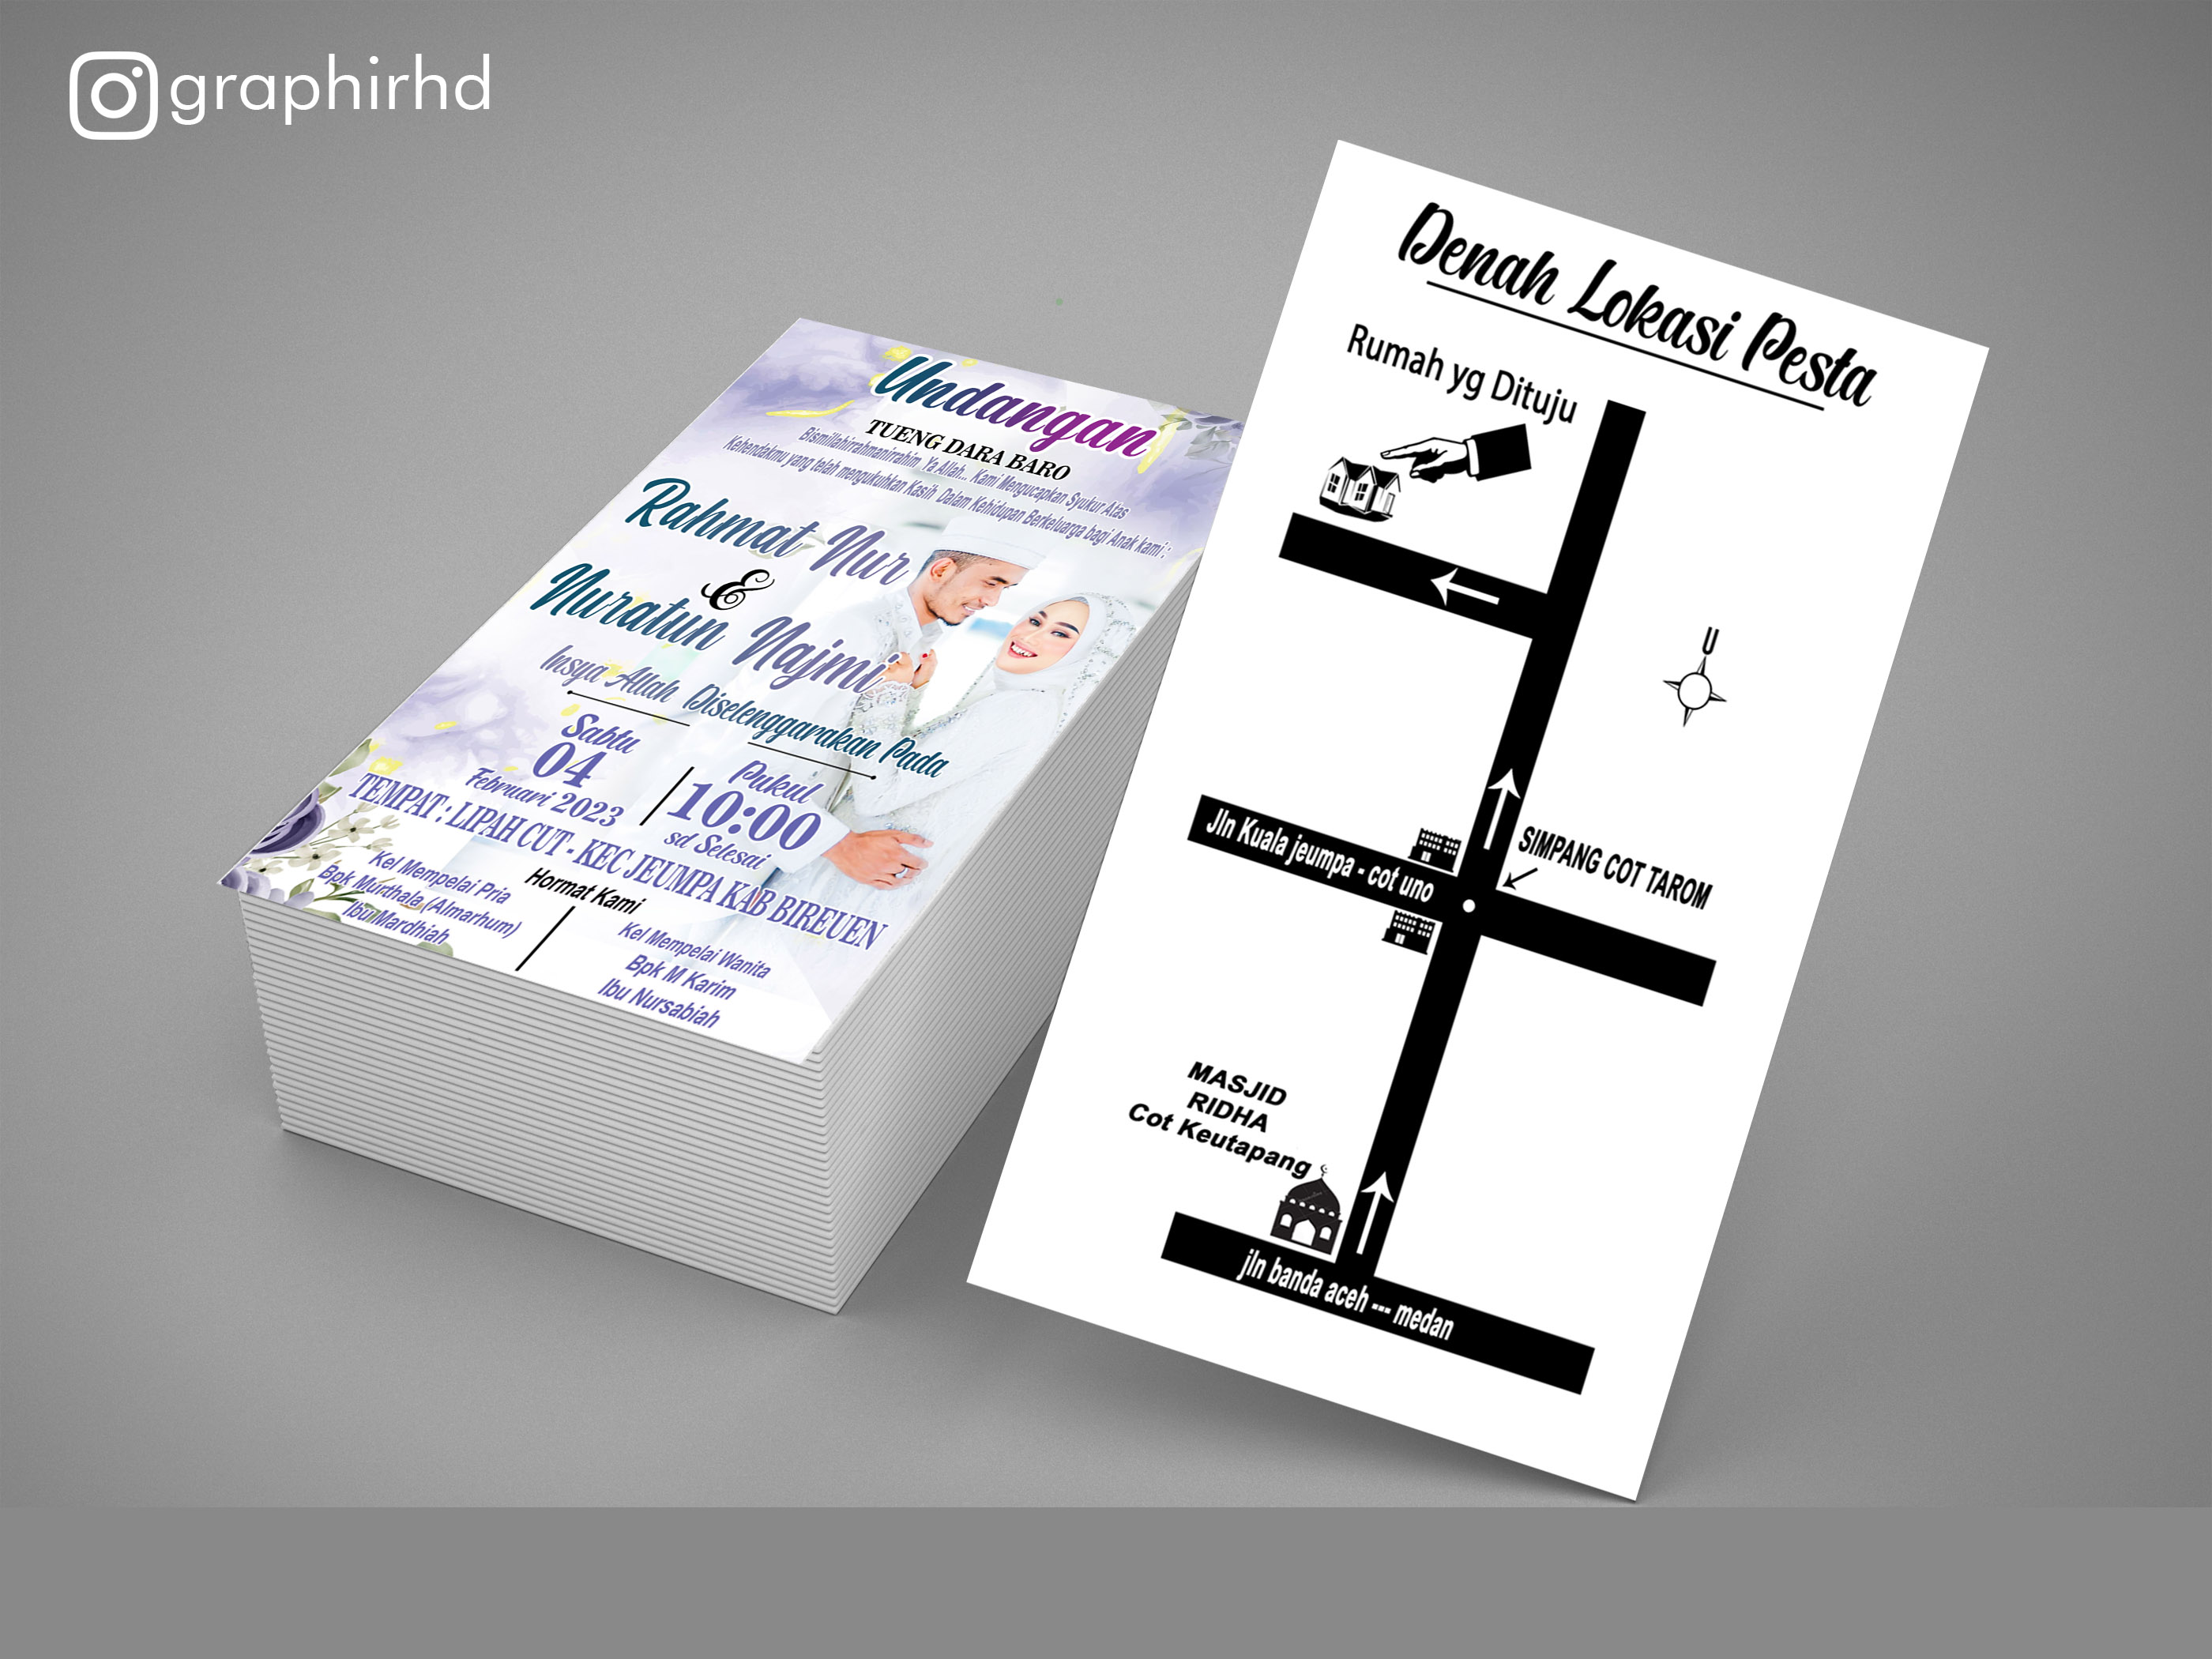 graphirhd
Undangan
TUENG DARA BARO
Bismillahirrahmanirrahim Ya Allah... Kami Mengucapkan Syukur Atas
Kehendakmu yang telah mengukuhkan Kasih Dalam Kehidupan Berkeluarga bagi Anak kami :
Rahmat Nur
&
Nuratun Najmi
Insya Allah Diselenggarakan Pada
Sabtu
04
Februari 2023
Pukul
10:00
sd Selesai
TEMPAT : LIPAH CUT - KEC JEUMPA KAB BIREUEN
Hormat Kami
Kel Mempelai Pria
Bpk Murthala (Almarhum)
Ibu Mardhiah
Kel Mempelai Wanita
Bpk M Karim
Ibu Nursabiah
Denah Lokasi Pesta
Rumah yg Dituju
U
Jln Kuala jeumpa - cot uno
SIMPANG COT TAROM
MASJID
RIDHA
Cot Keutapang
jln banda aceh --- medan